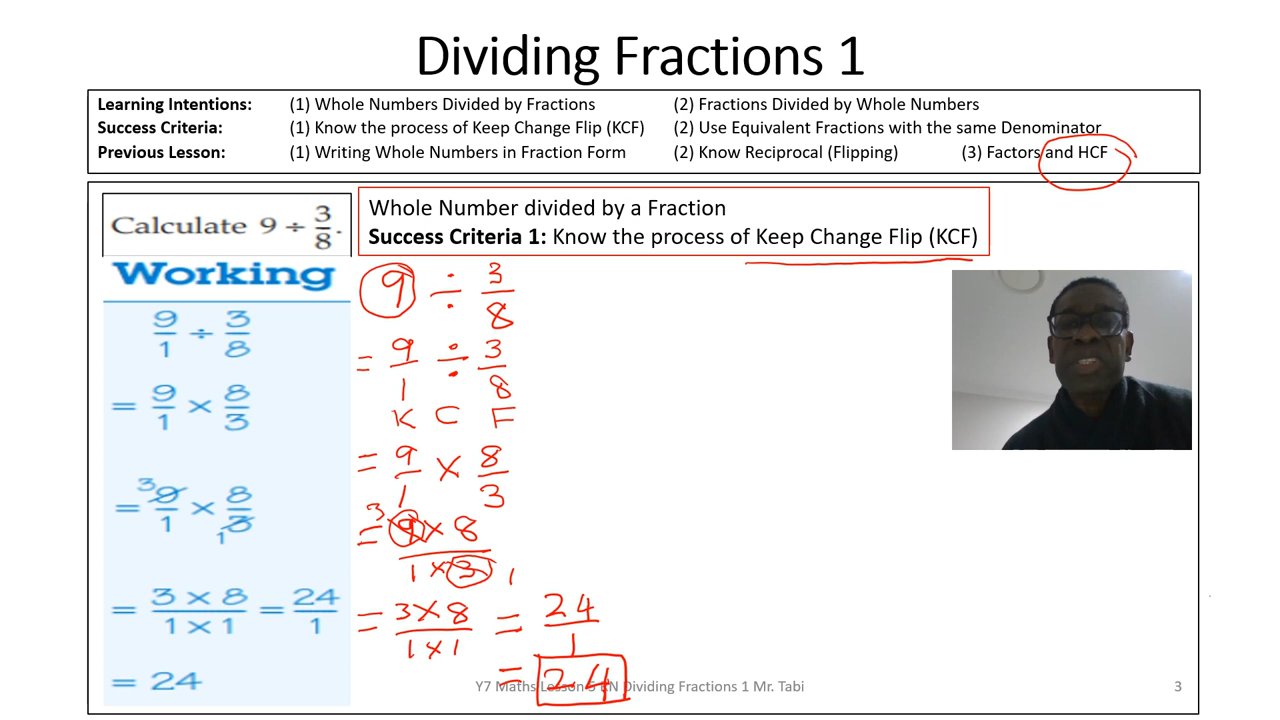 Dividing Fractions 1
Learning Intentions: (1) Whole Numbers Divided by Fractions (2) Fractions Divided by Whole Numbers
Success Criteria: (1) Know the process of Keep Change Flip (KCF) (2) Use Equivalent Fractions with the same Denominator
Previous Lesson: (1) Writing Whole Numbers in Fraction Form (2) Know Reciprocal (Flipping) (3) Factors and HCF
Calculate 9 ÷ 3/8.
Whole Number divided by a Fraction
Success Criteria 1: Know the process of Keep Change Flip (KCF)
Working
9/1 ÷ 3/8
= 9/1 × 8/3
= 3 9/1 × 8/3 1
= 3 × 8/1 × 1 = 24/1
= 24
9 ÷ 3/8
= 9/1 ÷ 3/8
K C F
= 9/1 × 8/3
= 3 9 × 8/1 × 3 1
= 3 × 8/1 × 1 = 24/1
= 24
Y7 Maths Lesson 5 LN Dividing Fractions 1 Mr. Tabi
3